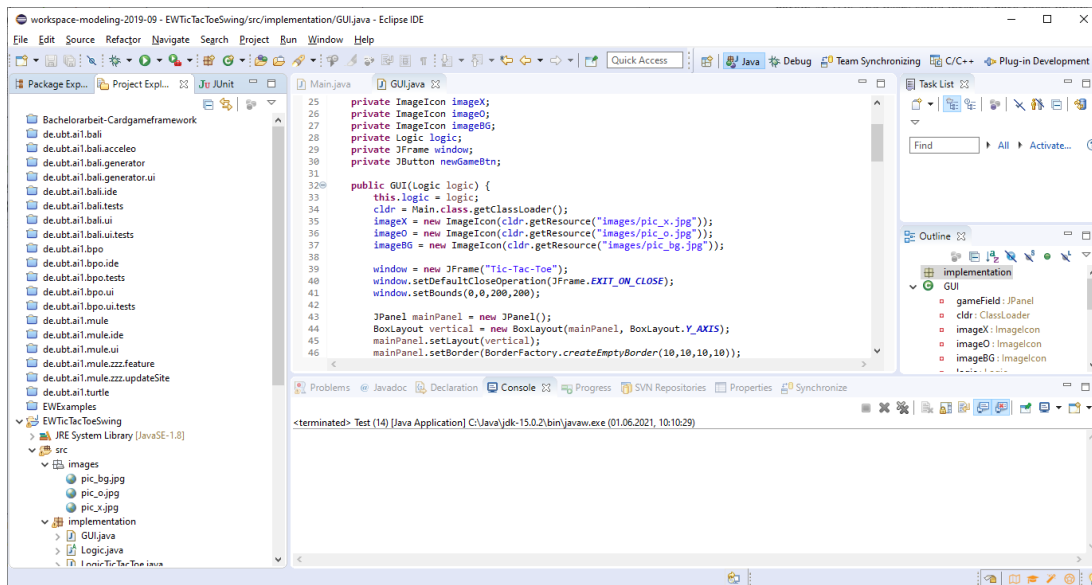 workspace-modeling-2019-09 - EWTicTacToeSwing/src/implementation/GUI.java - Eclipse IDE
File Edit Source Refactor Navigate Search Project Run Window Help
Quick Access
Java Debug Team Synchronizing C/C++ Plug-in Development
Package Exp... Project Expl... JUnit
Bachelorarbeit-Cardgameframework
de.ubt.ai1.bali
de.ubt.ai1.bali.acceleo
de.ubt.ai1.bali.generator
de.ubt.ai1.bali.generator.ui
de.ubt.ai1.bali.ide
de.ubt.ai1.bali.tests
de.ubt.ai1.bali.ui
de.ubt.ai1.bali.ui.tests
de.ubt.ai1.bpo
de.ubt.ai1.bpo.ide
de.ubt.ai1.bpo.tests
de.ubt.ai1.bpo.ui
de.ubt.ai1.bpo.ui.tests
de.ubt.ai1.mule
de.ubt.ai1.mule.ide
de.ubt.ai1.mule.ui
de.ubt.ai1.mule.zzz.feature
de.ubt.ai1.mule.zzz.updateSite
de.ubt.ai1.turtle
EWExamples
EWTicTacToeSwing
JRE System Library [JavaSE-1.8]
src
images
pic_bg.jpg
pic_o.jpg
pic_x.jpg
implementation
GUI.java
Logic.java
LogicTicTacToe.java
Main.java GUI.java
25 private ImageIcon imageX;
26 private ImageIcon imageO;
27 private ImageIcon imageBG;
28 private Logic logic;
29 private JFrame window;
30 private JButton newGameBtn;
31
32 public GUI(Logic logic) {
33 this.logic = logic;
34 cldr = Main.class.getClassLoader();
35 imageX = new ImageIcon(cldr.getResource("images/pic_x.jpg"));
36 imageO = new ImageIcon(cldr.getResource("images/pic_o.jpg"));
37 imageBG = new ImageIcon(cldr.getResource("images/pic_bg.jpg"));
38
39 window = new JFrame("Tic-Tac-Toe");
40 window.setDefaultCloseOperation(JFrame.EXIT_ON_CLOSE);
41 window.setBounds(0,0,200,200);
42
43 JPanel mainPanel = new JPanel();
44 BoxLayout vertical = new BoxLayout(mainPanel, BoxLayout.Y_AXIS);
45 mainPanel.setLayout(vertical);
46 mainPanel.setBorder(BorderFactory.createEmptyBorder(10,10,10,10));
Problems Javadoc Declaration Console Progress SVN Repositories Properties Synchronize
<terminated> Test (14) [Java Application] C:\Java\jdk-15.0.2\bin\javaw.exe (01.06.2021, 10:10:29)
Task List
Find All Activate...
Outline
implementation
GUI
gameField : JPanel
cldr : ClassLoader
imageX : ImageIcon
imageO : ImageIcon
imageBG : ImageIcon